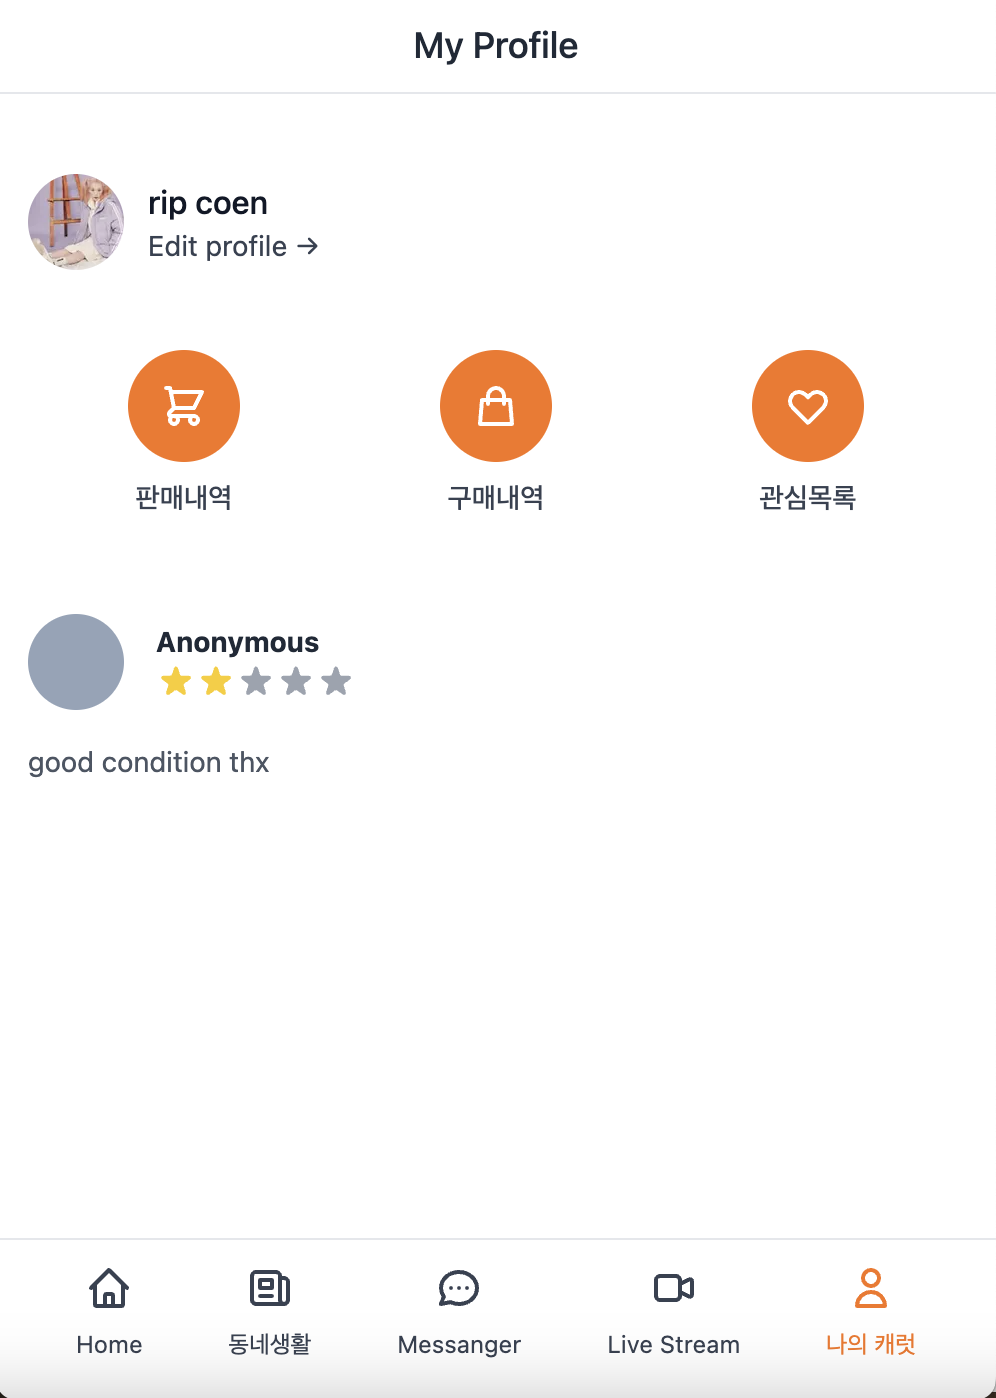 My Profile
rip coen
Edit profile →
판매내역
구매내역
관심목록
Anonymous
good condition thx
Home
동네생활
Messanger
Live Stream
나의 캐럿